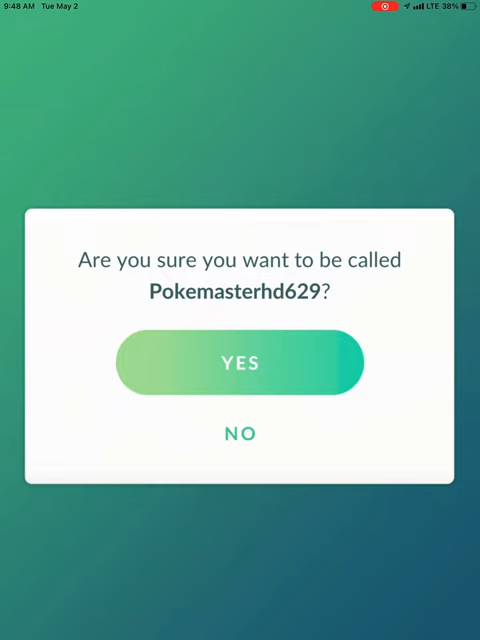 9:48 AM Tue May 2 LTE 38%
Are you sure you want to be called
Pokemasterhd629?
YES
NO